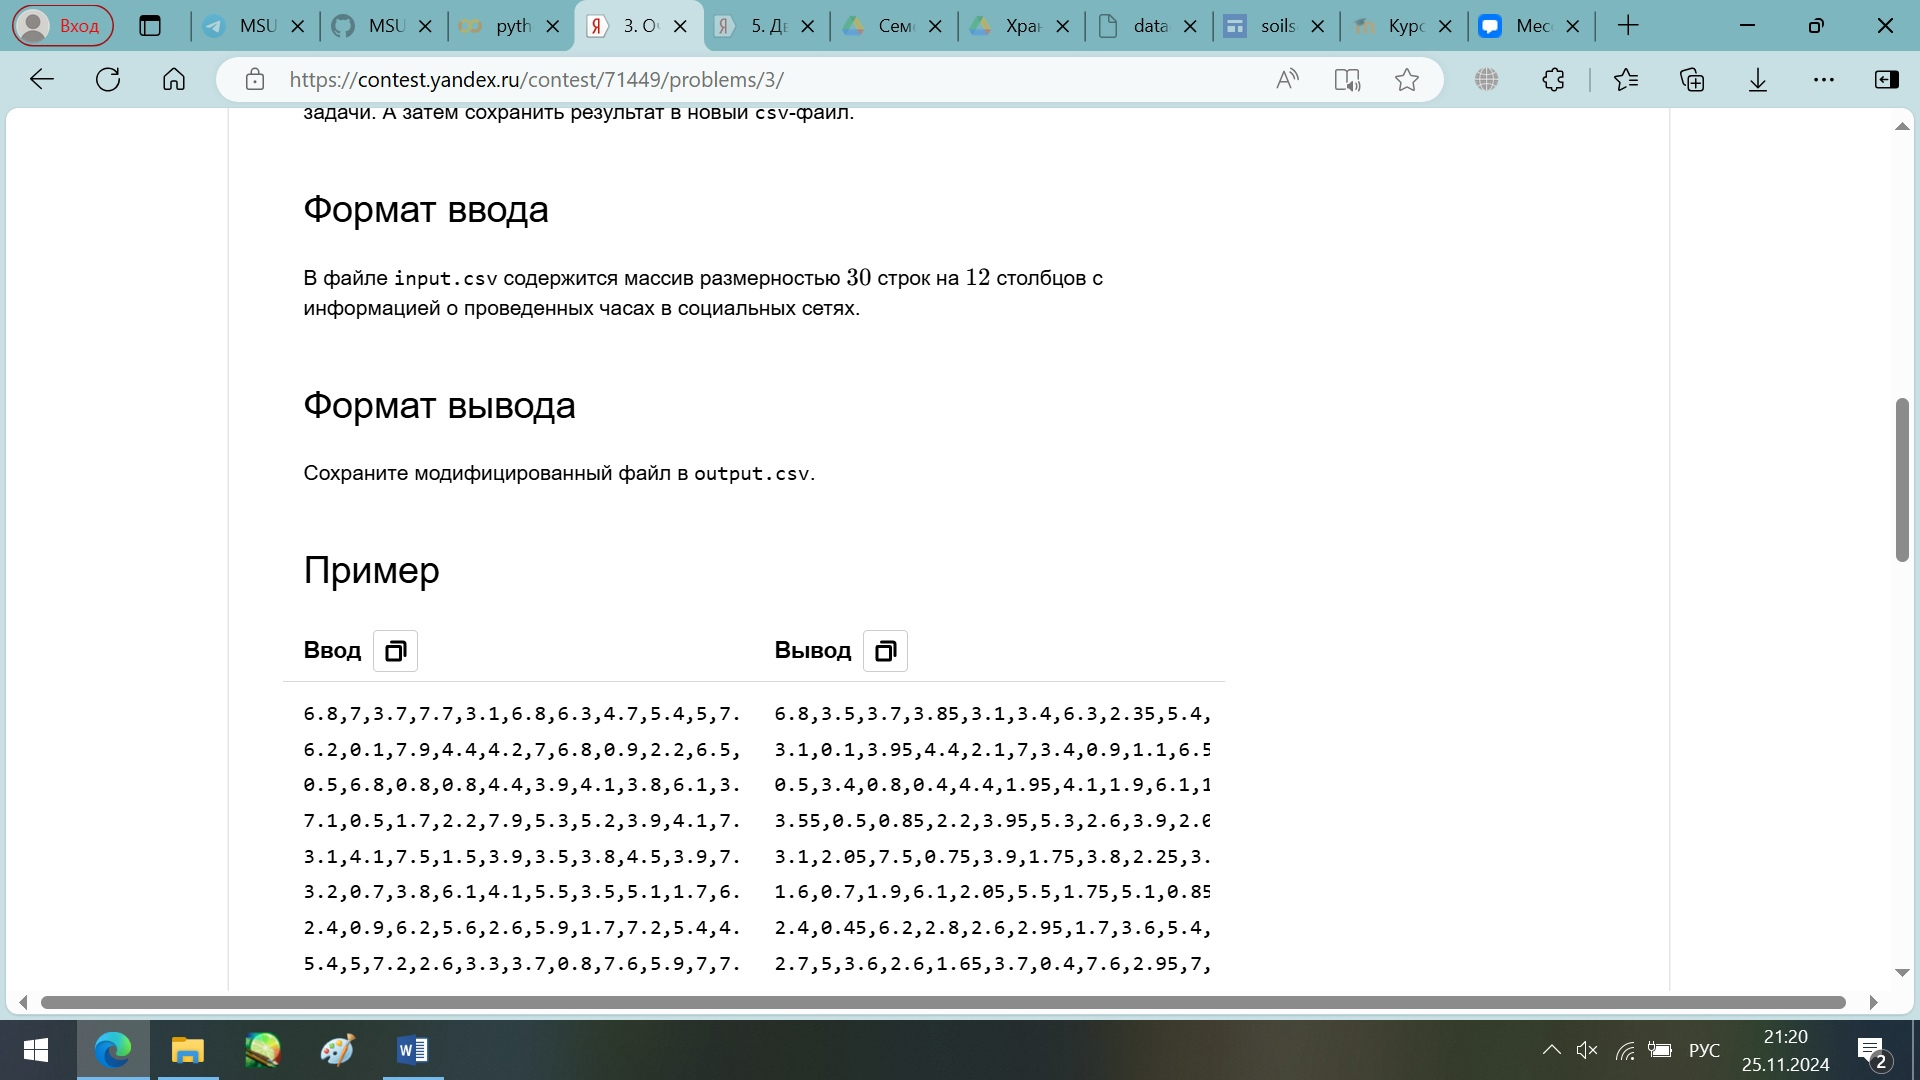 Вход
MSU
MSU
pyth
3. О
5. Дв
Сем
Хран
data
soils
Курс
Мес
https://contest.yandex.ru/contest/71449/problems/3/
задачи. А затем сохранить результат в новый csv-файл.
Формат ввода
В файле input.csv содержится массив размерностью 30 строк на 12 столбцов с
информацией о проведенных часах в социальных сетях.
Формат вывода
Сохраните модифицированный файл в output.csv.
Пример
Ввод
Вывод
6.8,7,3.7,7.7,3.1,6.8,6.3,4.7,5.4,5,7.
6.2,0.1,7.9,4.4,4.2,7,6.8,0.9,2.2,6.5,
0.5,6.8,0.8,0.8,4.4,3.9,4.1,3.8,6.1,3.
7.1,0.5,1.7,2.2,7.9,5.3,5.2,3.9,4.1,7.
3.1,4.1,7.5,1.5,3.9,3.5,3.8,4.5,3.9,7.
3.2,0.7,3.8,6.1,4.1,5.5,3.5,5.1,1.7,6.
2.4,0.9,6.2,5.6,2.6,5.9,1.7,7.2,5.4,4.
5.4,5,7.2,2.6,3.3,3.7,0.8,7.6,5.9,7,7.
6.8,3.5,3.7,3.85,3.1,3.4,6.3,2.35,5.4,
3.1,0.1,3.95,4.4,2.1,7,3.4,0.9,1.1,6.5
0.5,3.4,0.8,0.4,4.4,1.95,4.1,1.9,6.1,1
3.55,0.5,0.85,2.2,3.95,5.3,2.6,3.9,2.0
3.1,2.05,7.5,0.75,3.9,1.75,3.8,2.25,3.
1.6,0.7,1.9,6.1,2.05,5.5,1.75,5.1,0.85
2.4,0.45,6.2,2.8,2.6,2.95,1.7,3.6,5.4,
2.7,5,3.6,2.6,1.65,3.7,0.4,7.6,2.95,7,
РУС
21:20
25.11.2024
2